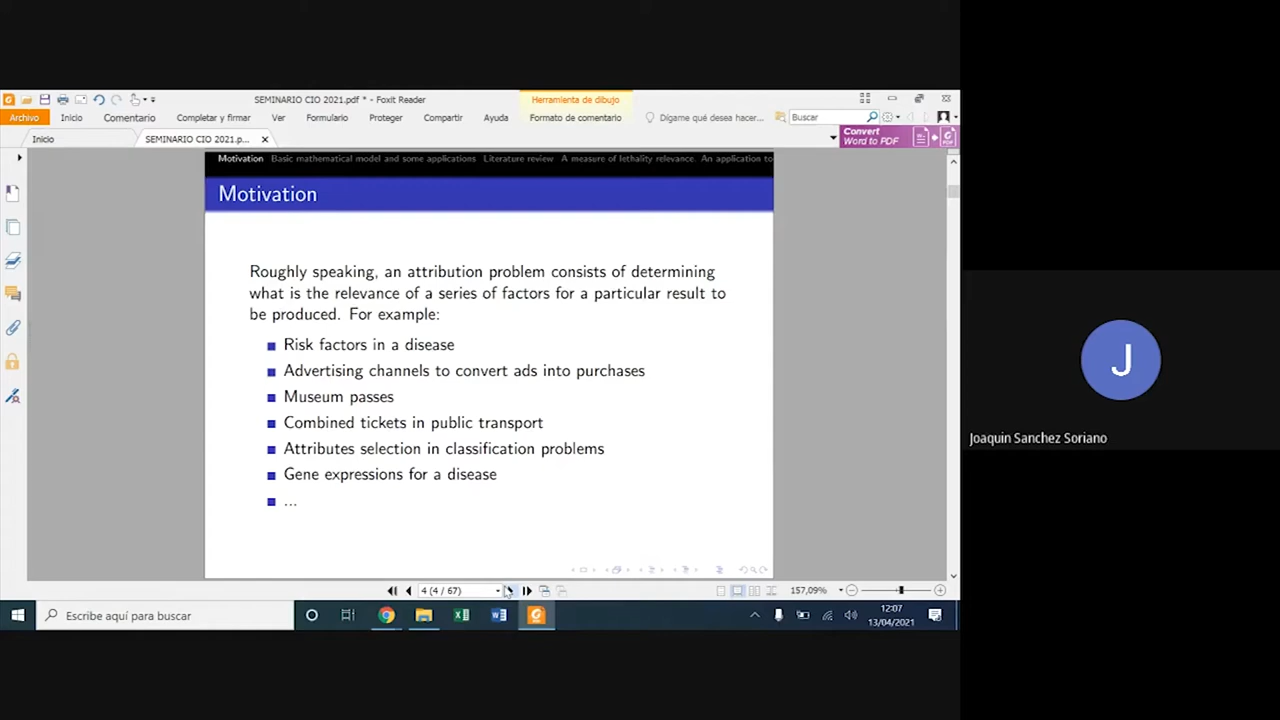 SEMINARIO CIO 2021.pdf * - Foxit Reader
Herramienta de dibujo
Archivo Inicio Comentario Completar y firmar Ver Formulario Proteger Compartir Ayuda Formato de comentario Dígame qué desea hacer... Buscar
Inicio SEMINARIO CIO 2021.pdf
Convert
Word to PDF
Motivation Basic mathematical model and some applications Literature review A measure of lethality relevance. An application to
Motivation
Roughly speaking, an attribution problem consists of determining
what is the relevance of a series of factors for a particular result to
be produced. For example:
Risk factors in a disease
Advertising channels to convert ads into purchases
Museum passes
Combined tickets in public transport
Attributes selection in classification problems
Gene expressions for a disease
...
J
Joaquin Sanchez Soriano
4 (4 / 67)
157,09%
Escribe aquí para buscar
12:07
13/04/2021